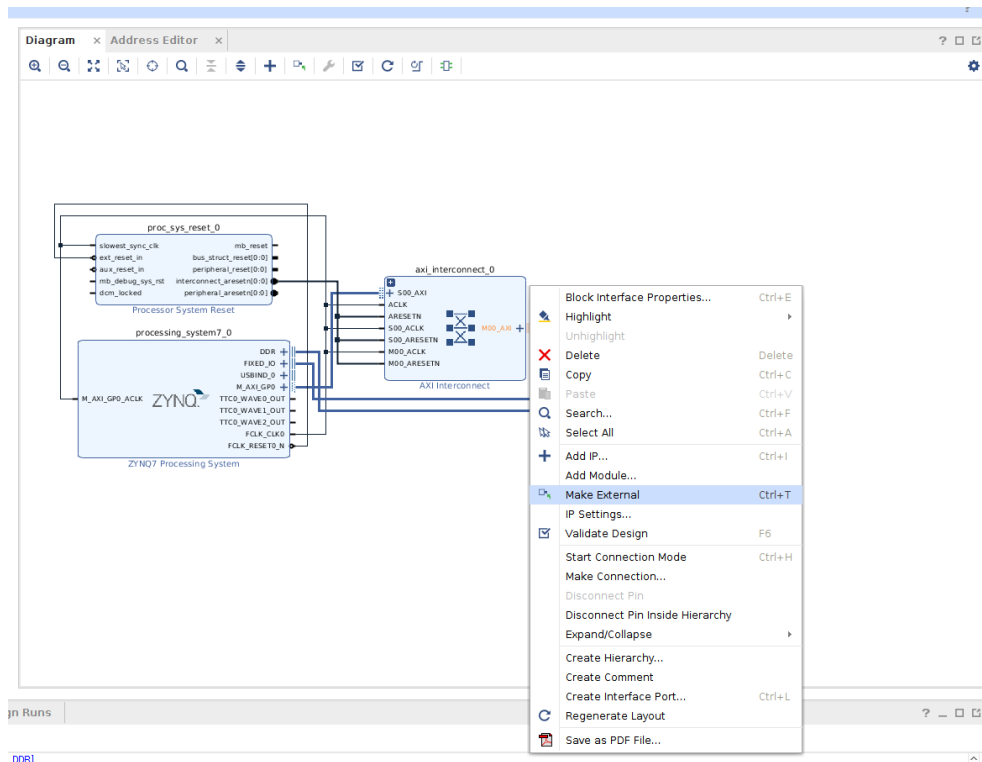 Diagram × Address Editor ×
proc_sys_reset_0
slowest_sync_clk mb_reset
ext_reset_in bus_struct_reset[0:0]
aux_reset_in peripheral_reset[0:0]
mb_debug_sys_rst interconnect_aresetn[0:0]
dcm_locked peripheral_aresetn[0:0]
Processor System Reset
processing_system7_0
DDR
FIXED_IO
USBIND_0
M_AXI_GP0
M_AXI_GP0_ACLK ZYNQ. TTC0_WAVE0_OUT
TTC0_WAVE1_OUT
TTC0_WAVE2_OUT
FCLK_CLK0
FCLK_RESET0_N
ZYNQ7 Processing System
axi_interconnect_0
S00_AXI
ACLK
ARESETN
S00_ACLK M00_AXI
S00_ARESETN
M00_ACLK
M00_ARESETN
AXI Interconnect
Block Interface Properties... Ctrl+E
Highlight
Unhighlight
Delete Delete
Copy Ctrl+C
Paste Ctrl+V
Search... Ctrl+F
Select All Ctrl+A
Add IP... Ctrl+I
Add Module...
Make External Ctrl+T
IP Settings...
Validate Design F6
Start Connection Mode Ctrl+H
Make Connection...
Disconnect Pin
Disconnect Pin Inside Hierarchy
Expand/Collapse
Create Hierarchy...
Create Comment
Create Interface Port... Ctrl+L
Regenerate Layout
Save as PDF File...
gn Runs
DDR]